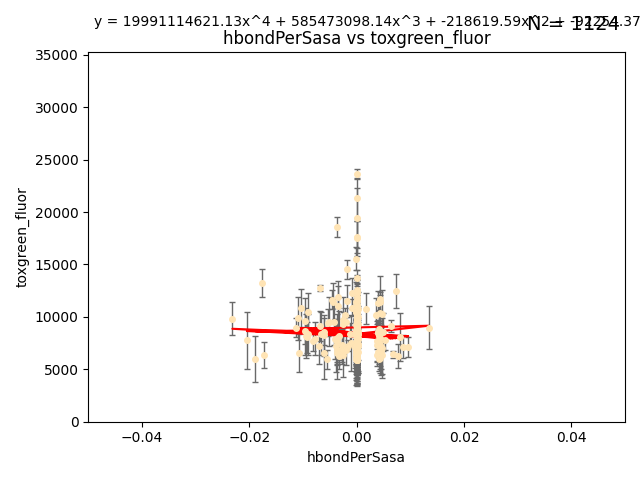 y = 19991114621.13x^4 + 585473098.14x^3 + -218619.59x^2 +
N = 1124
hbondPerSasa vs toxgreen_fluor
35000
30000
25000
20000
15000
10000
5000
0
toxgreen_fluor
−0.04 −0.02 0.00 0.02 0.04
hbondPerSasa